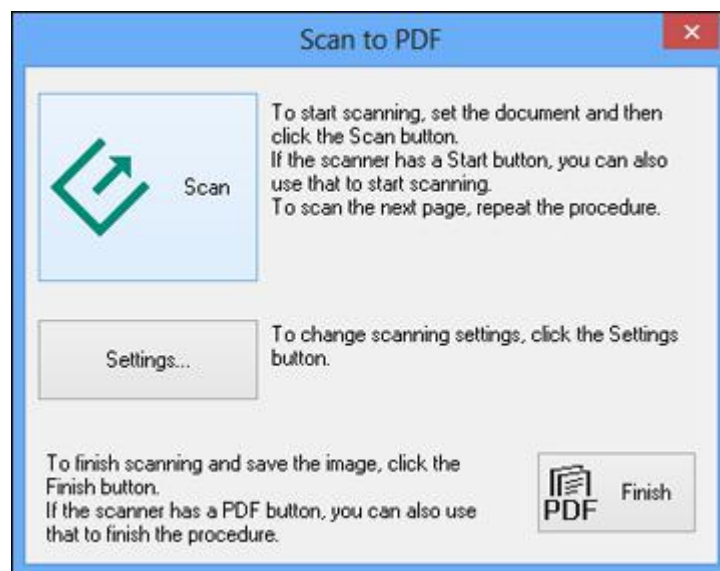 Scan to PDF
Scan
To start scanning, set the document and then
click the Scan button.
If the scanner has a Start button, you can also
use that to start scanning.
To scan the next page, repeat the procedure.
Settings...
To change scanning settings, click the Settings
button.
To finish scanning and save the image, click the
Finish button.
If the scanner has a PDF button, you can also use
that to finish the procedure.
PDF
Finish